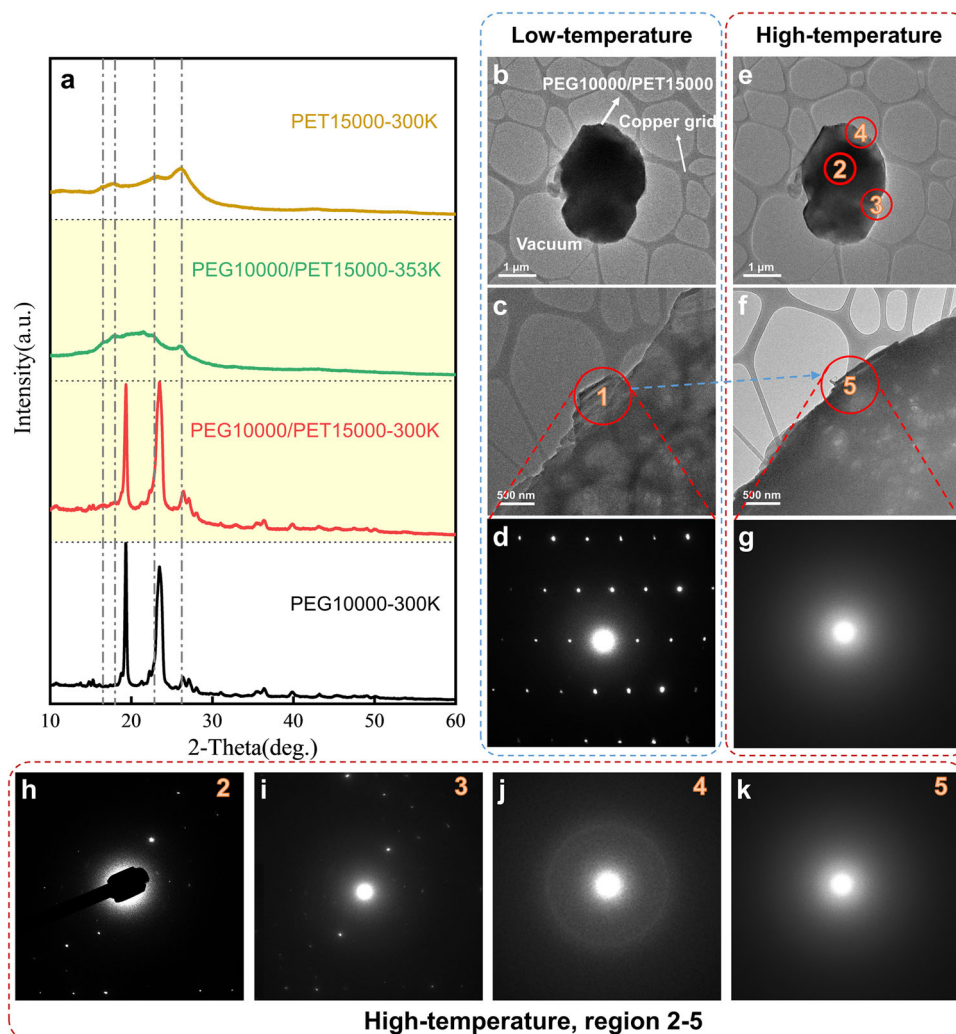 Low-temperature
High-temperature
a
PET15000-300K
PEG10000/PET15000-353K
PEG10000/PET15000-300K
PEG10000-300K
Intensity(a.u.)
10 20 30 40 50 60
2-Theta(deg.)
b
PEG10000/PET15000
Copper grid
Vacuum
1 μm
e
4
2
3
1 μm
c
1
500 nm
f
5
500 nm
d
g
h 2
i 3
j 4
k 5
High-temperature, region 2-5